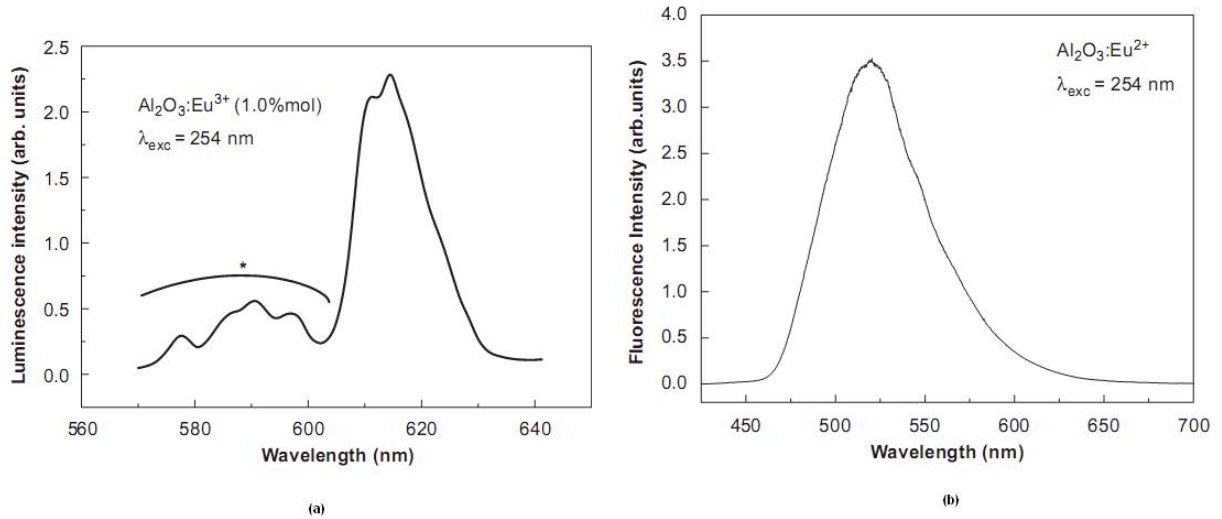 2.5
2.0
1.5
1.0
0.5
0.0
Luminescence intensity (arb. units)
Al₂O₃:Eu³⁺ (1.0%mol)
λexc = 254 nm
*
560 580 600 620 640
Wavelength (nm)
(a)
4.0
3.5
3.0
2.5
2.0
1.5
1.0
0.5
0.0
Fluorescence Intensity (arb.units)
Al₂O₃:Eu²⁺
λexc = 254 nm
450 500 550 600 650 700
Wavelength (nm)
(b)